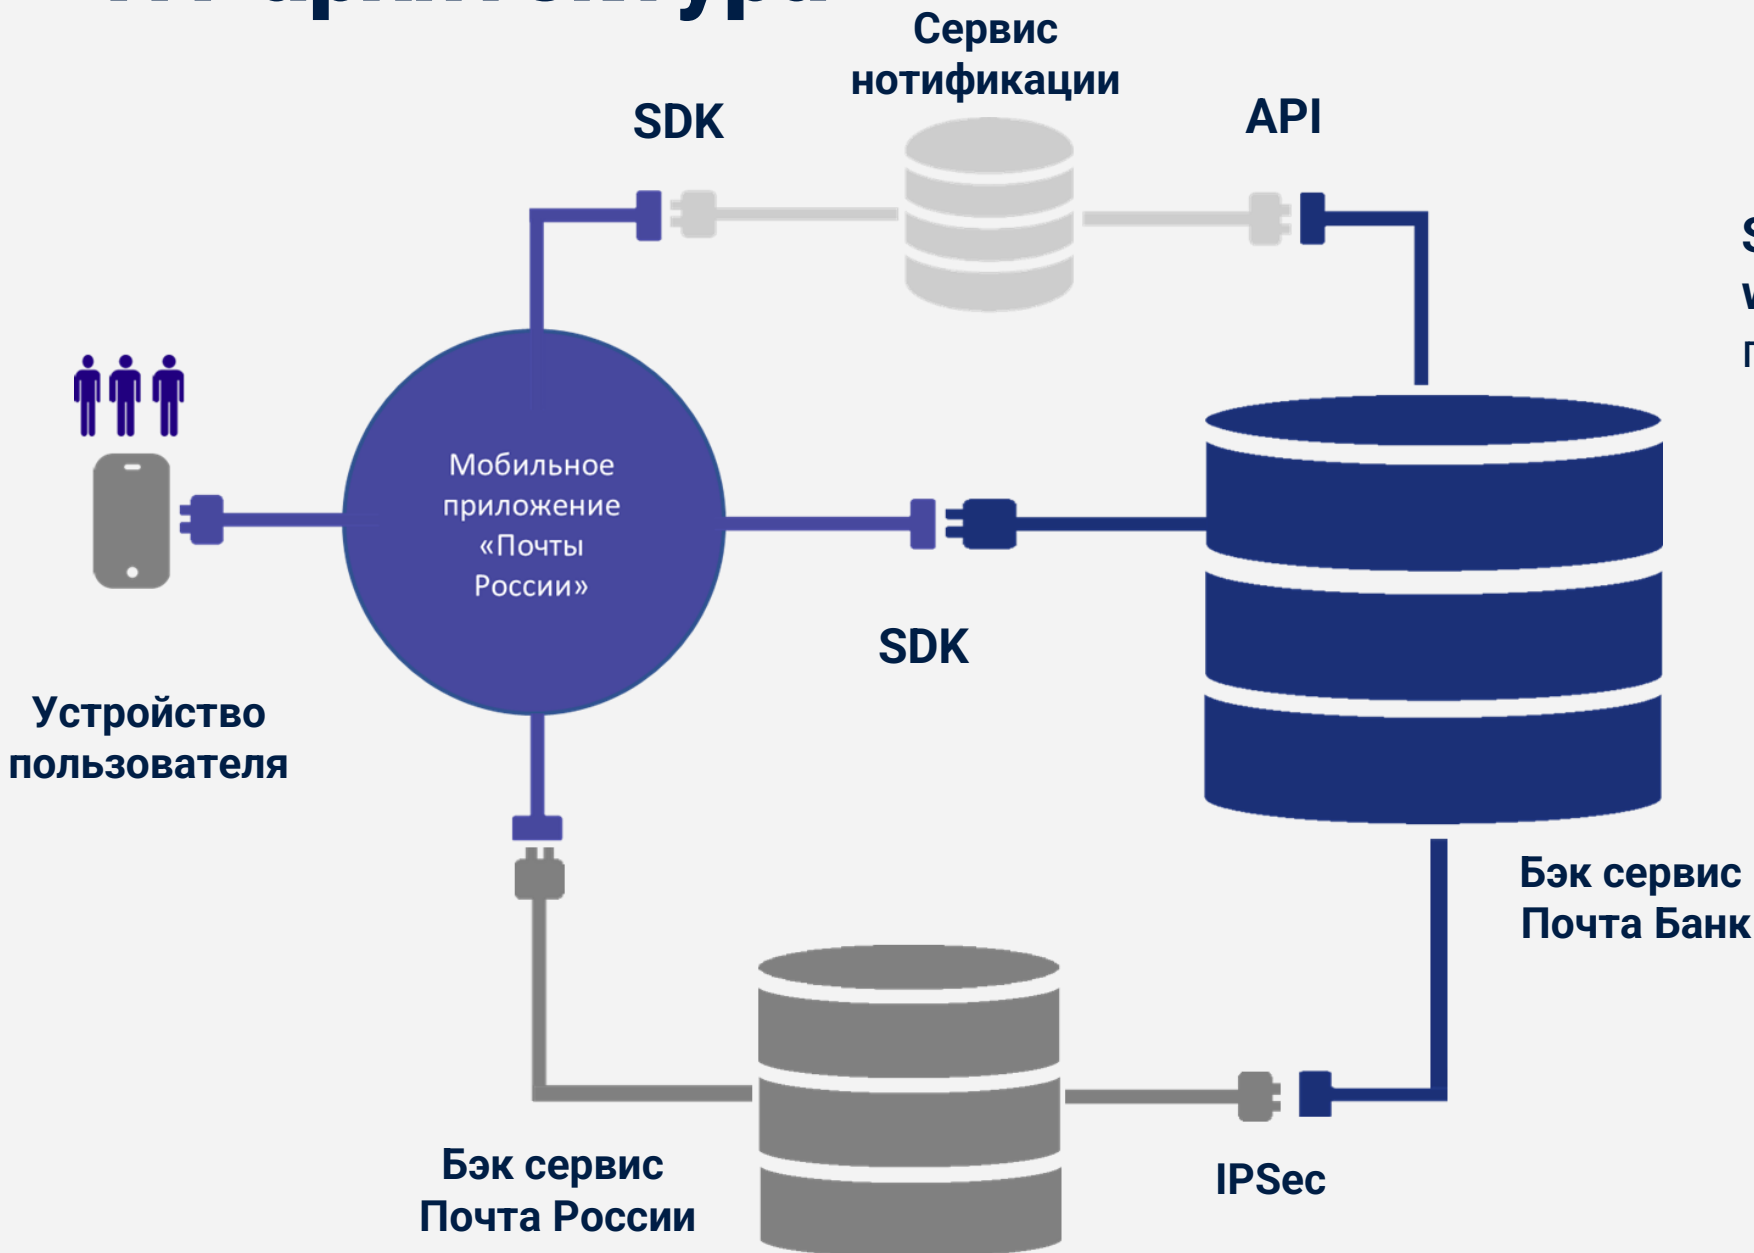 Сервис
нотификации
SDK
API
Мобильное
приложение
«Почты
России»
SDK
Устройство
пользователя
Бэк сервис
Почта Банк
Бэк сервис
Почта России
IPSec